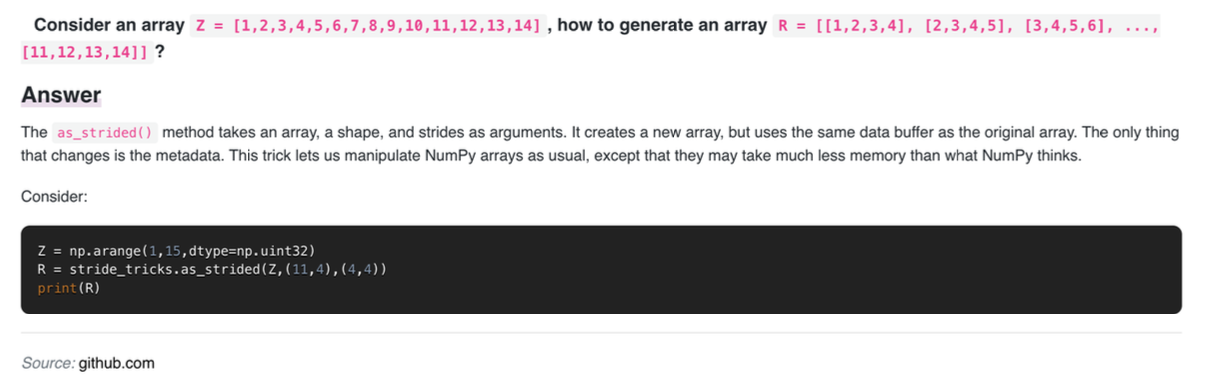 Consider an array Z = [1,2,3,4,5,6,7,8,9,10,11,12,13,14] , how to generate an array R = [[1,2,3,4], [2,3,4,5], [3,4,5,6], ...,
[11,12,13,14]] ?
Answer
The as_strided() method takes an array, a shape, and strides as arguments. It creates a new array, but uses the same data buffer as the original array. The only thing
that changes is the metadata. This trick lets us manipulate NumPy arrays as usual, except that they may take much less memory than what NumPy thinks.
Consider:
Z = np.arange(1,15,dtype=np.uint32)
R = stride_tricks.as_strided(Z,(11,4),(4,4))
print(R)
Source: github.com